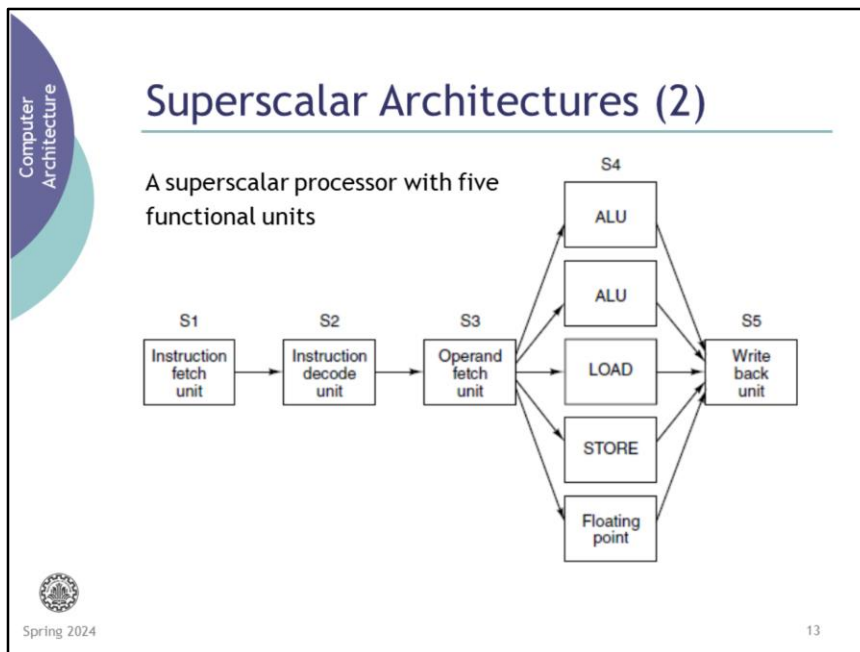 Computer
Architecture
Superscalar Architectures (2)
A superscalar processor with five
functional units
S4
ALU
ALU
S1
S2
S3
S5
Instruction
fetch
unit
Instruction
decode
unit
Operand
fetch
unit
LOAD
Write
back
unit
STORE
Floating
point
Spring 2024
13